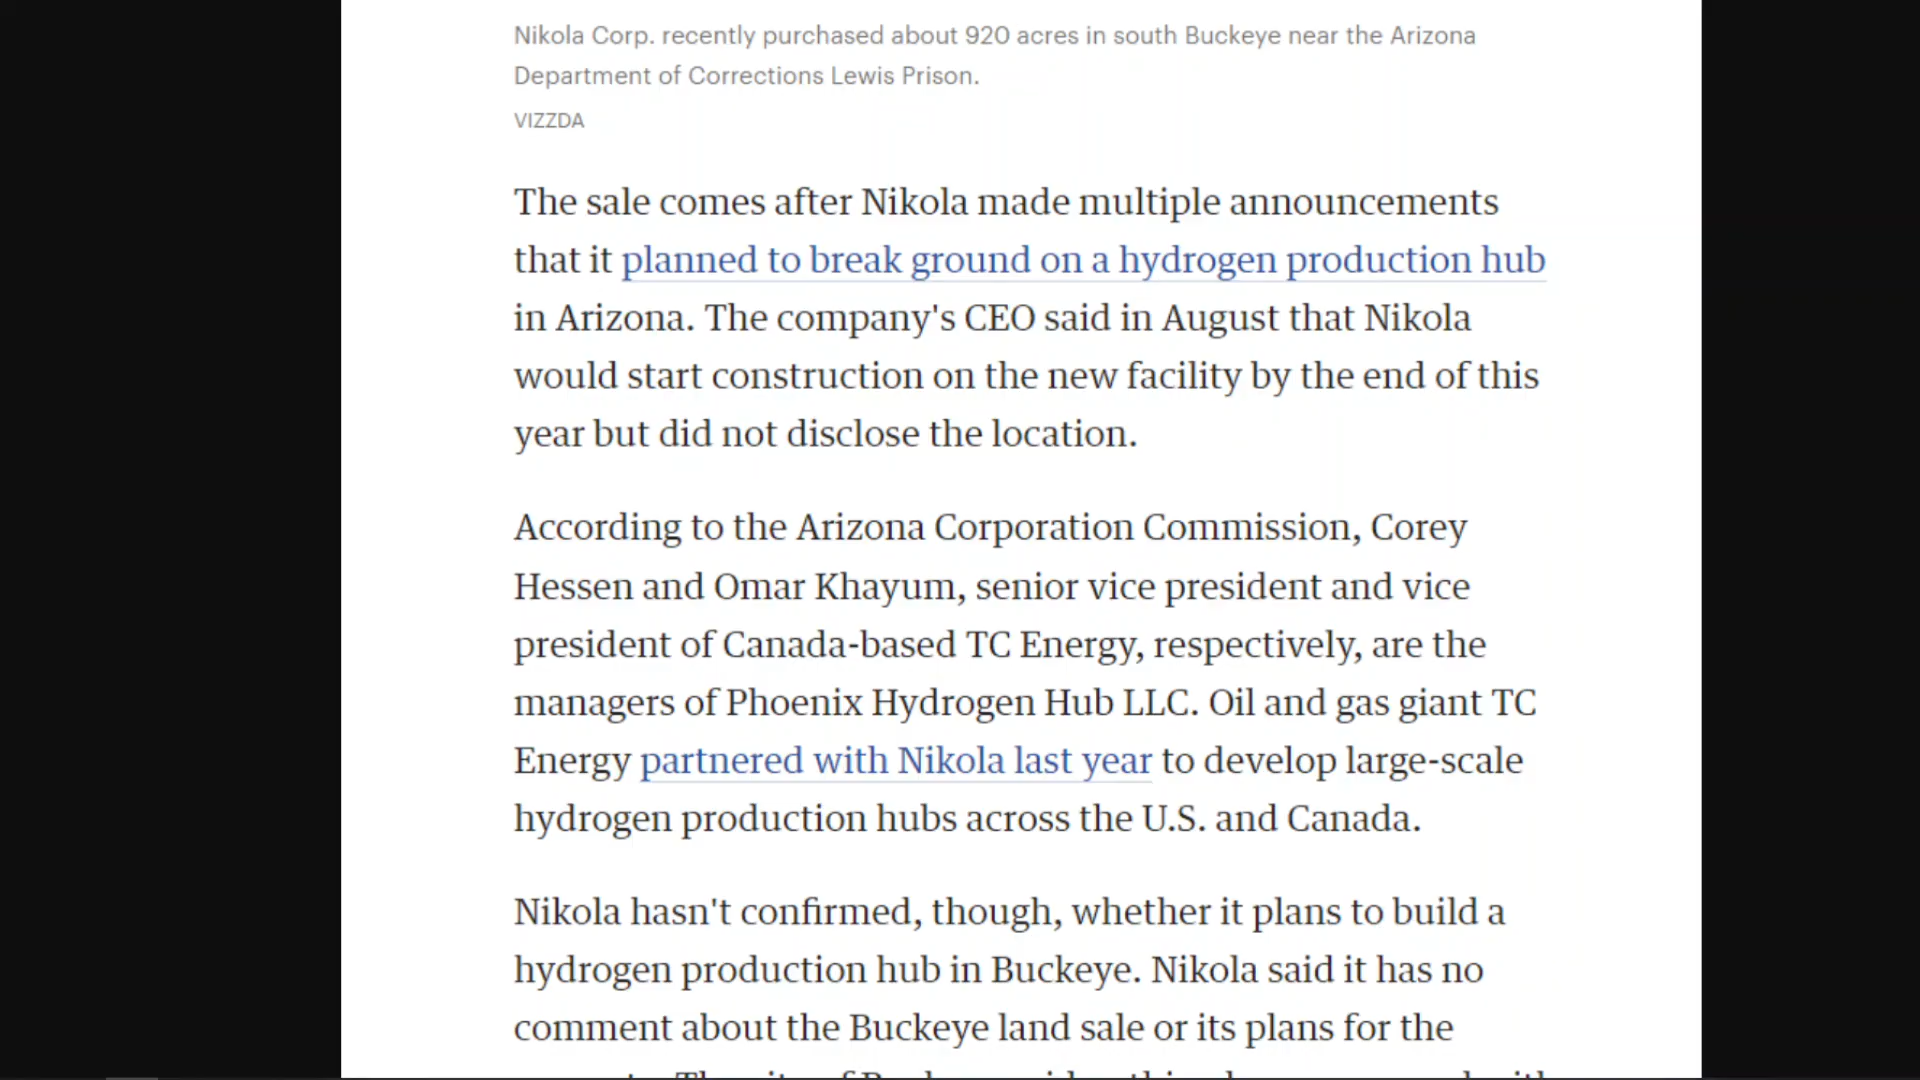 Nikola Corp. recently purchased about 920 acres in south Buckeye near the Arizona
Department of Corrections Lewis Prison.
VIZZDA
The sale comes after Nikola made multiple announcements
that it planned to break ground on a hydrogen production hub
in Arizona. The company's CEO said in August that Nikola
would start construction on the new facility by the end of this
year but did not disclose the location.
According to the Arizona Corporation Commission, Corey
Hessen and Omar Khayum, senior vice president and vice
president of Canada-based TC Energy, respectively, are the
managers of Phoenix Hydrogen Hub LLC. Oil and gas giant TC
Energy partnered with Nikola last year to develop large-scale
hydrogen production hubs across the U.S. and Canada.
Nikola hasn't confirmed, though, whether it plans to build a
hydrogen production hub in Buckeye. Nikola said it has no
comment about the Buckeye land sale or its plans for the